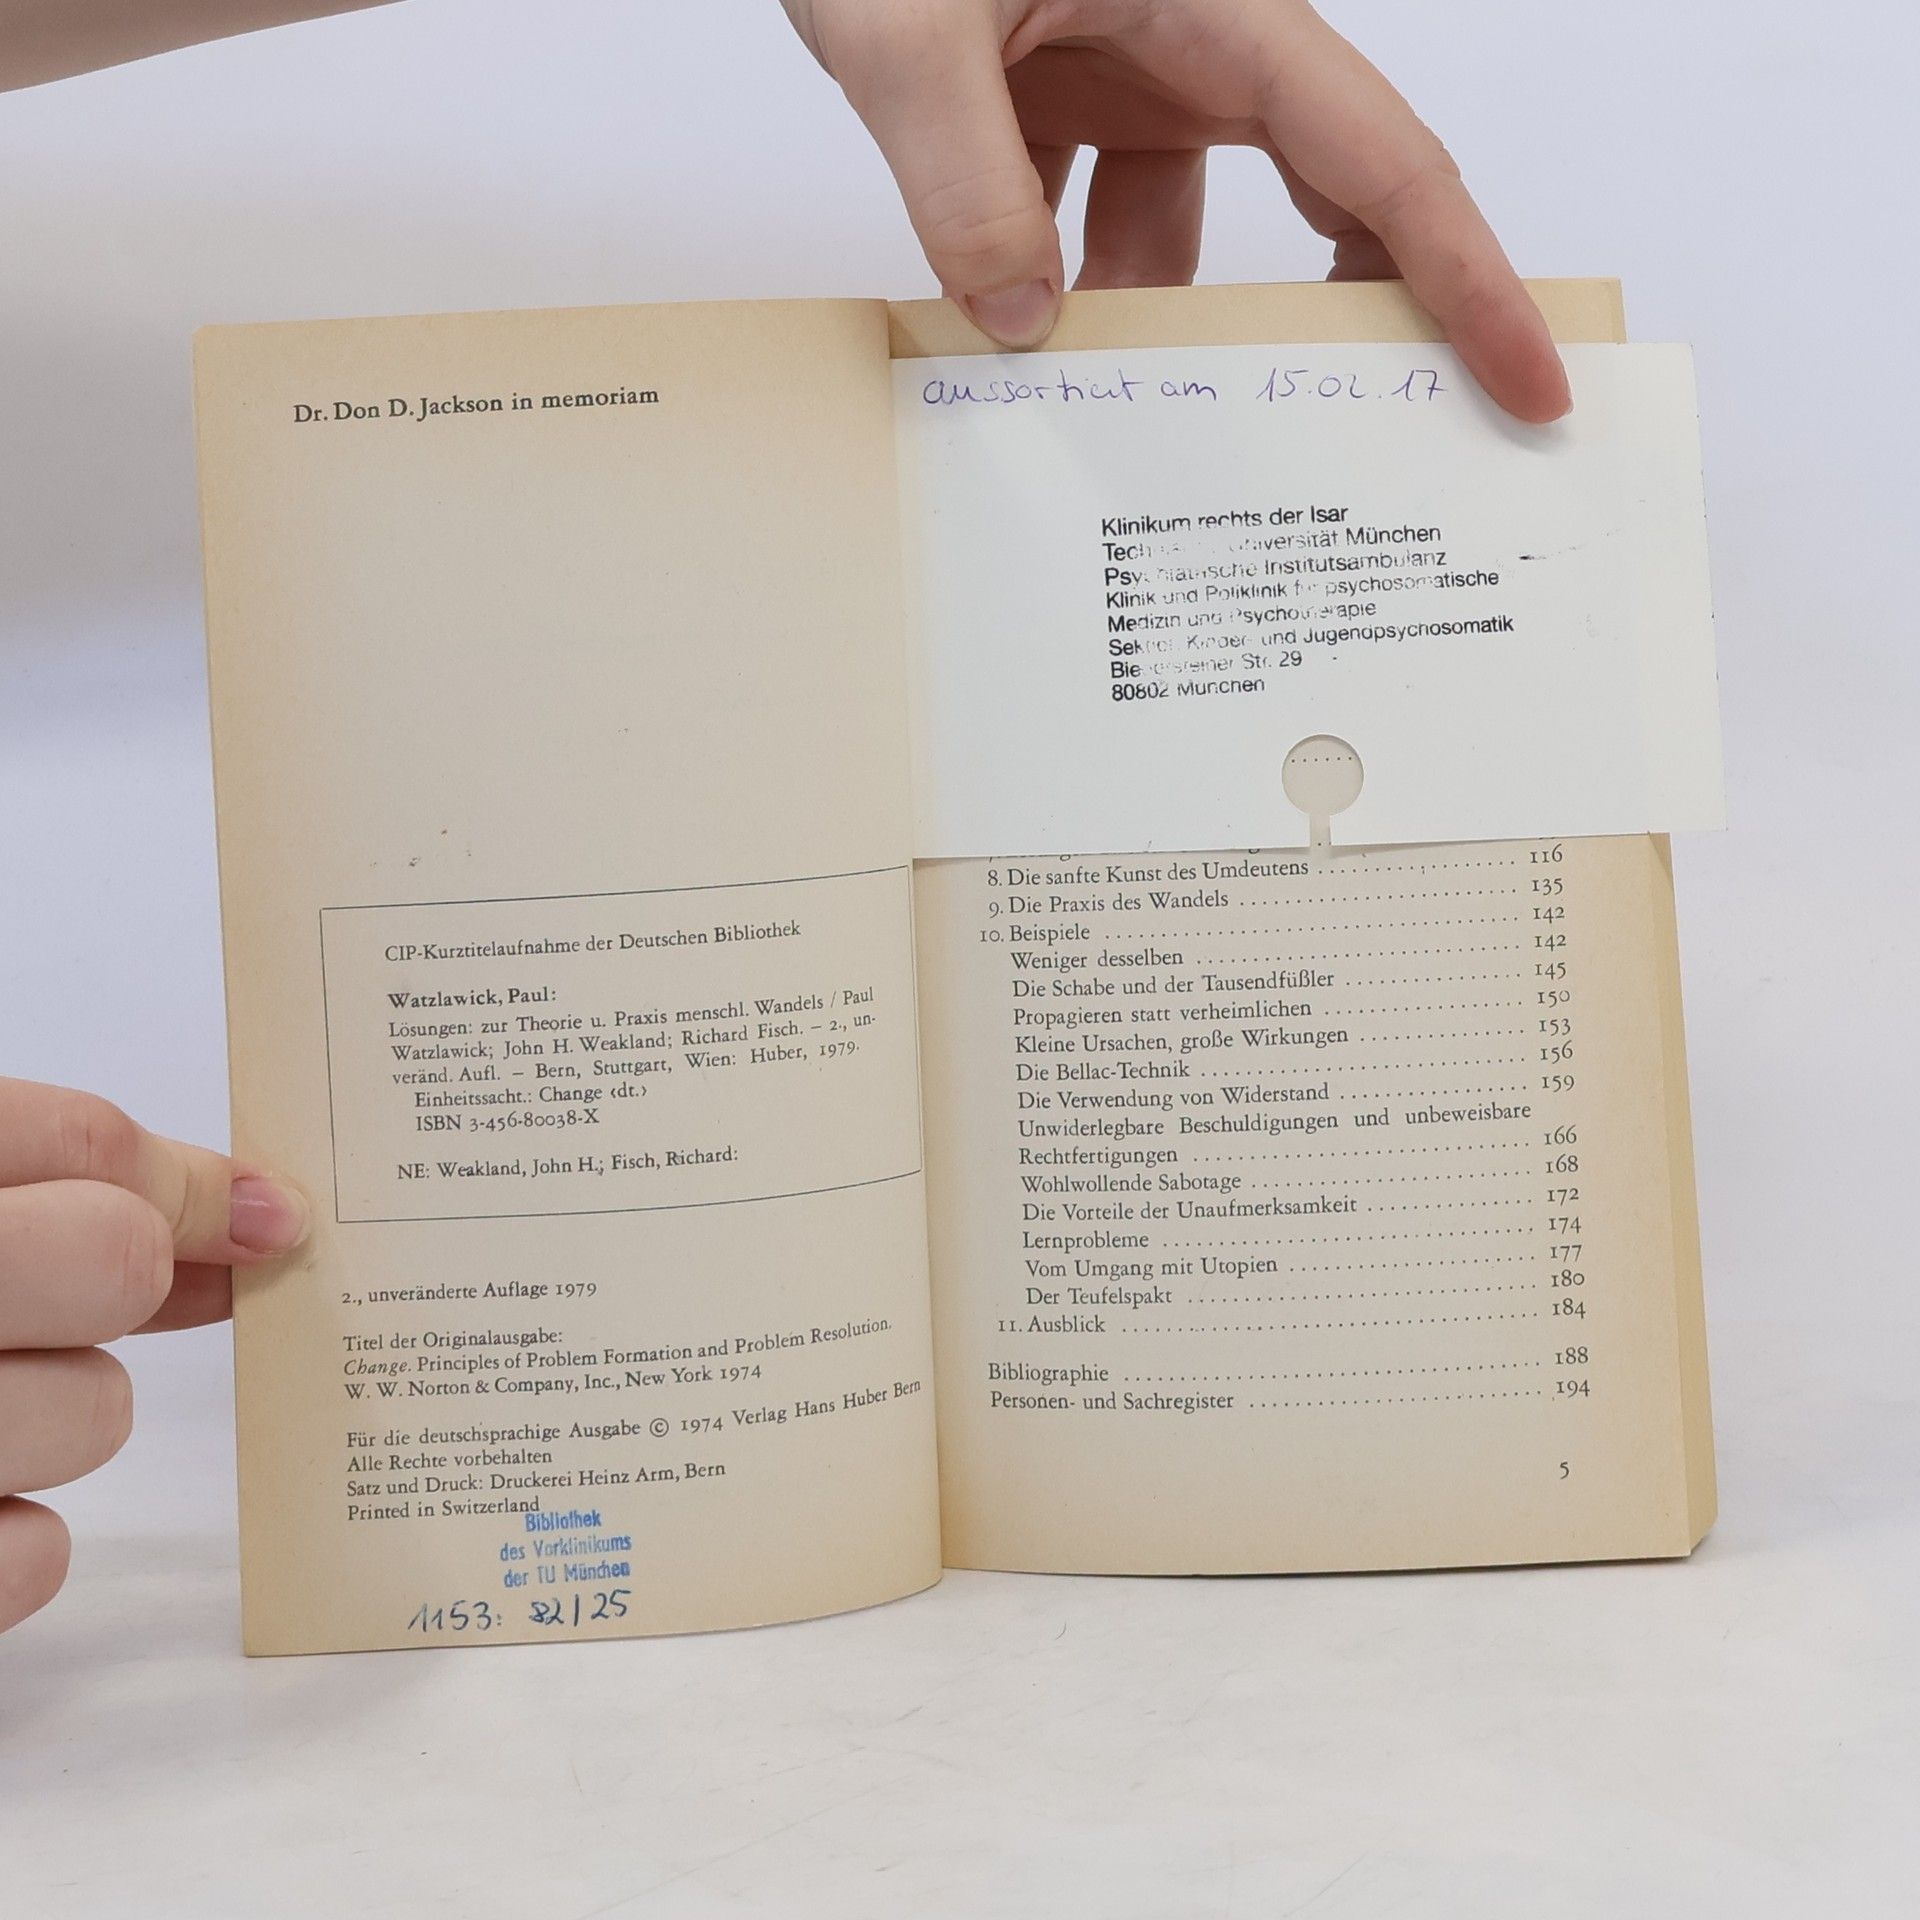 Dr. Don D. Jackson in memoriam
CIP-Kurztitelaufnahme der Deutschen Bibliothek
Watzlawick, Paul:
Lösungen: zur Theorie u. Praxis menschl. Wandels / Paul
Watzlawick; John H. Weakland; Richard Fisch. – 2., un-
veränd. Aufl. – Bern, Stuttgart, Wien: Huber, 1979.
Einheitssacht.: Change ‹dt.›
ISBN 3-456-80038-X
NE: Weakland, John H.; Fisch, Richard:
2., unveränderte Auflage 1979
Titel der Originalausgabe:
Change. Principles of Problem Formation and Problem Resolution.
W. W. Norton & Company, Inc., New York 1974
Für die deutschsprachige Ausgabe © 1974 Verlag Hans Huber Bern
Alle Rechte vorbehalten
Satz und Druck: Druckerei Heinz Arm, Bern
Printed in Switzerland
Bibliothek
des Vorklinikums
der TU München
1153: 82/25
aussortiert am 15.02.17
Klinikum rechts der Isar
Technische Universität München
Psychiatrische Institutsambulanz
Klinik und Poliklinik für psychosomatische
Medizin und Psychotherapie
Sektion Kinder- und Jugendpsychosomatik
Biedersteiner Str. 29
80802 München
8. Die sanfte Kunst des Umdeutens . . . . . . . . . . 116
9. Die Praxis des Wandels . . . . . . . . . . 135
10. Beispiele . . . . . . . . . . 142
Weniger desselben . . . . . . . . . . 142
Die Schabe und der Tausendfüßler . . . . . . . . . . 145
Propagieren statt verheimlichen . . . . . . . . . . 150
Kleine Ursachen, große Wirkungen . . . . . . . . . . 153
Die Bellac-Technik . . . . . . . . . . 156
Die Verwendung von Widerstand . . . . . . . . . . 159
Unwiderlegbare Beschuldigungen und unbeweisbare
Rechtfertigungen . . . . . . . . . . 166
Wohlwollende Sabotage . . . . . . . . . . 168
Die Vorteile der Unaufmerksamkeit . . . . . . . . . . 172
Lernprobleme . . . . . . . . . . 174
Vom Umgang mit Utopien . . . . . . . . . . 177
Der Teufelspakt . . . . . . . . . . 180
11. Ausblick . . . . . . . . . . 184
Bibliographie . . . . . . . . . . 188
Personen- und Sachregister . . . . . . . . . . 194
5